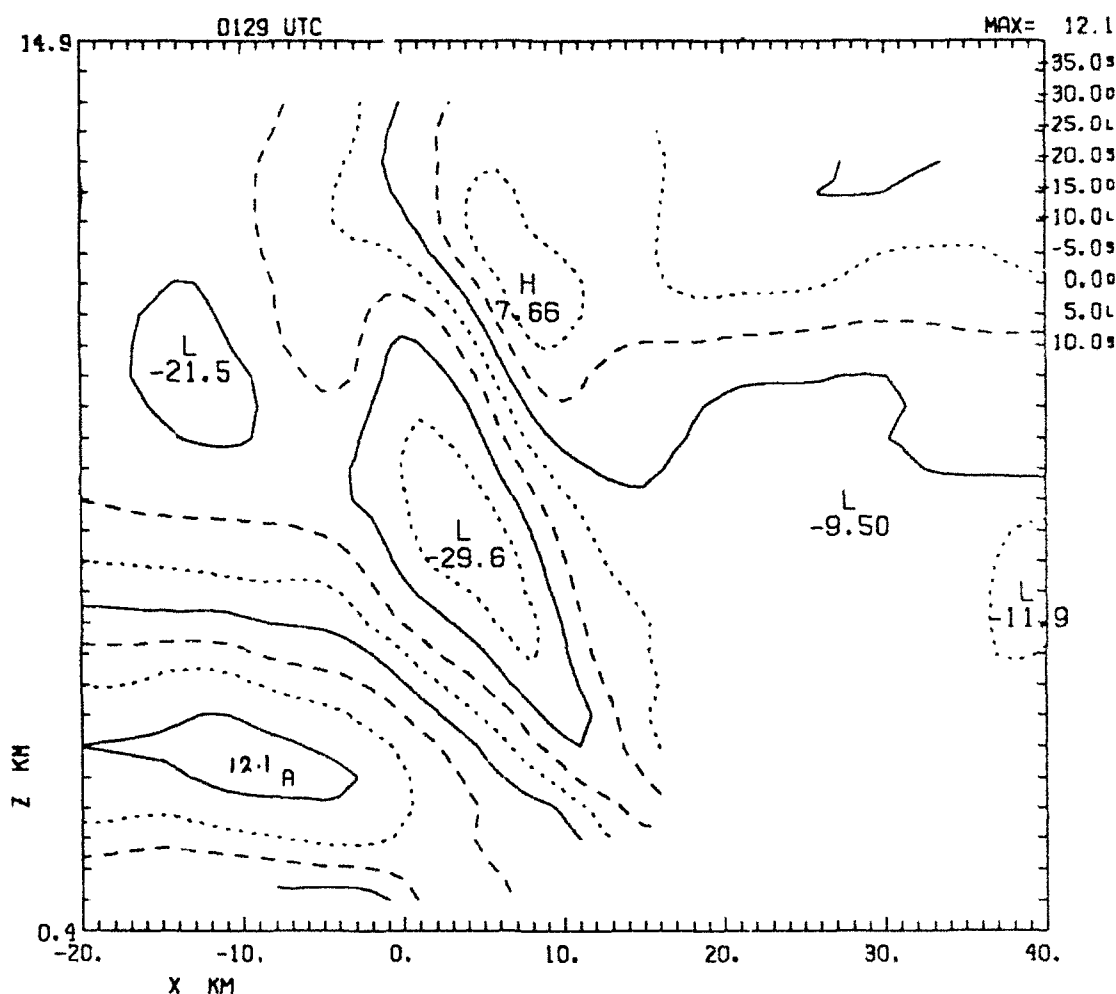 0129 UTC
MAX= 12.1
14.9
-35.0S
-30.0D
-25.0L
-20.0S
-15.0D
-10.0L
-5.0S
0.0D
5.0L
10.0S
H
7.66
L
-21.5
L
-9.50
L
-29.6
L
-11.9
12.1 A
Z KM
0.4
-20. -10. 0. 10. 20. 30. 40.
X KM